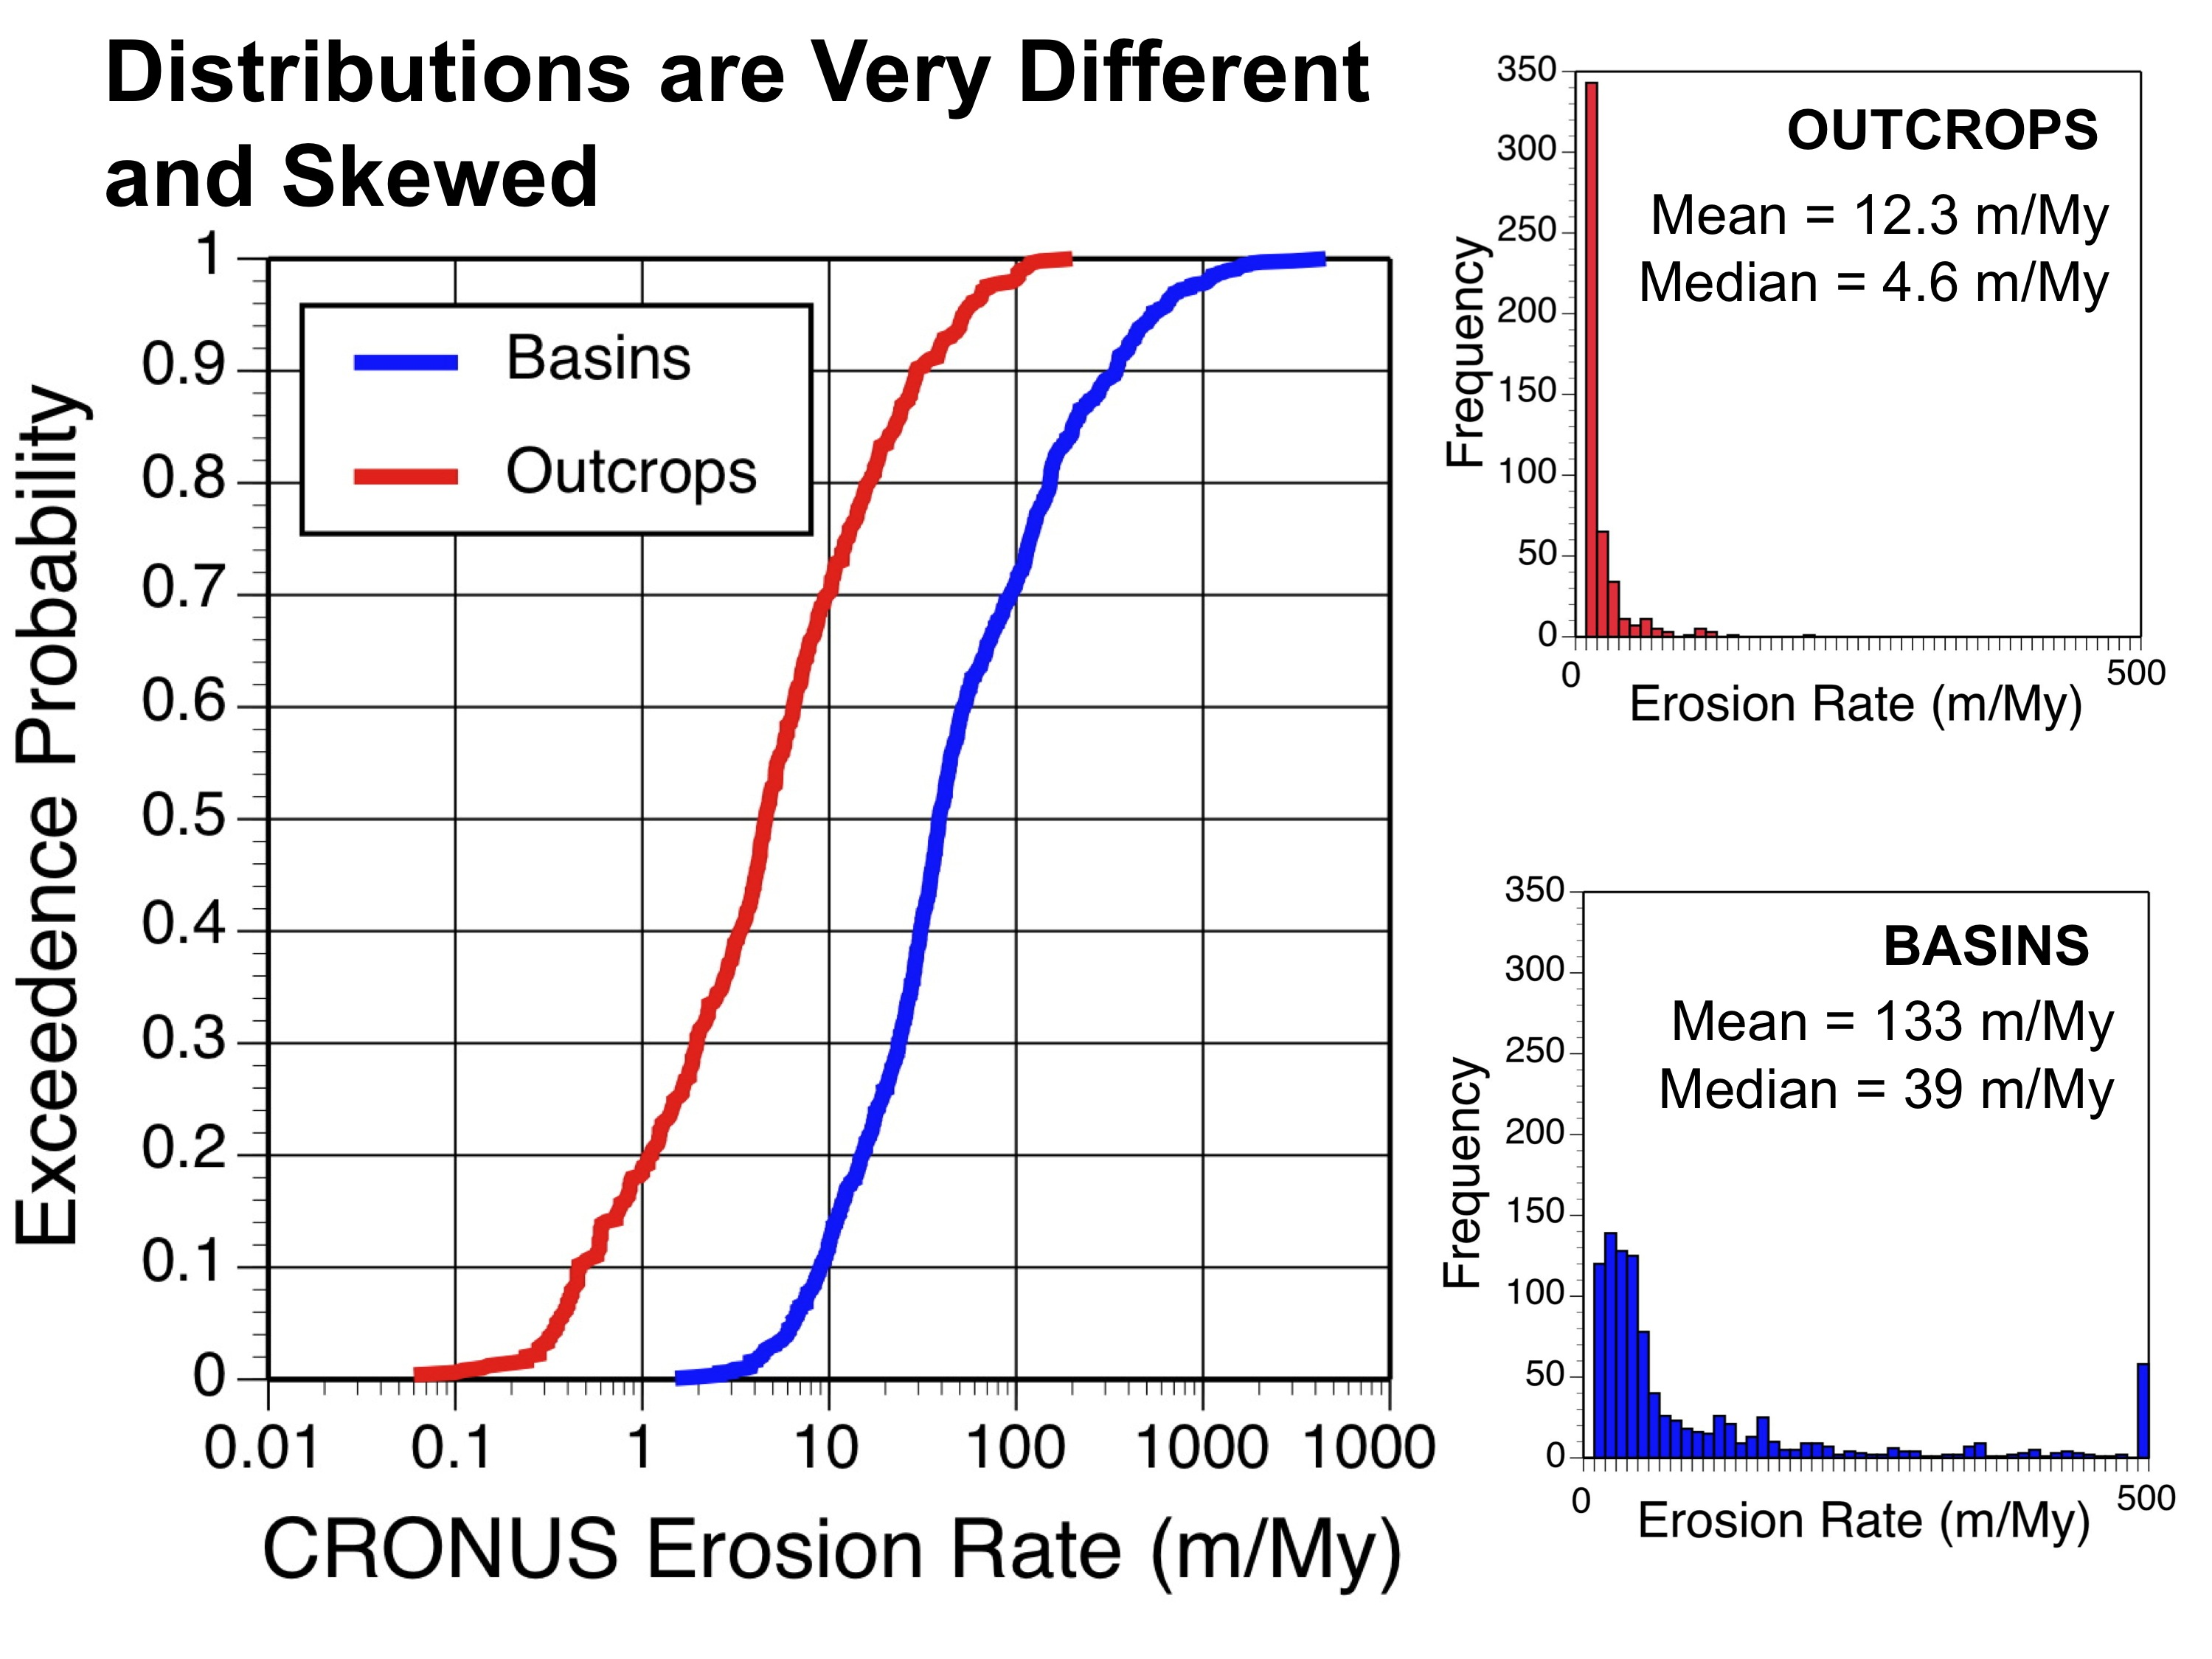 Distributions are Very Different
and Skewed
Exceedence Probability
1
0.9
0.8
0.7
0.6
0.5
0.4
0.3
0.2
0.1
0
Basins
Outcrops
0.01 0.1 1 10 100 1000 1000
CRONUS Erosion Rate (m/My)
Frequency
350
300
250
200
150
100
50
0
OUTCROPS
Mean = 12.3 m/My
Median = 4.6 m/My
0 500
Erosion Rate (m/My)
Frequency
350
300
250
200
150
100
50
0
BASINS
Mean = 133 m/My
Median = 39 m/My
0 500
Erosion Rate (m/My)